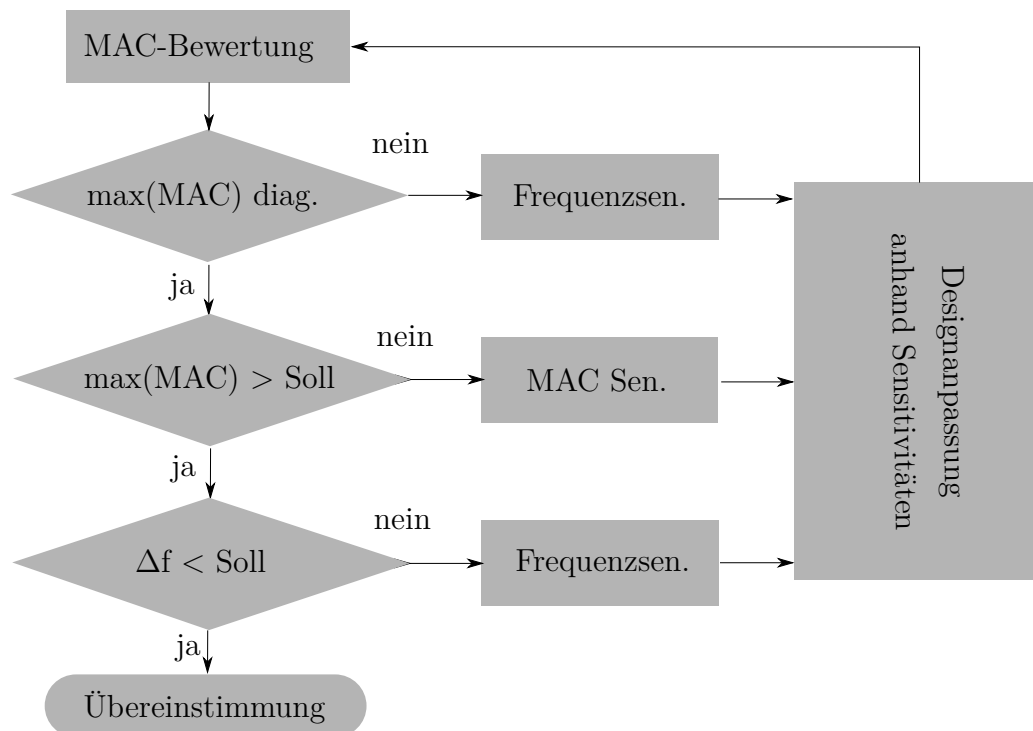 MAC-Bewertung
nein
max(MAC) diag.
Frequenzsen.
ja
nein
max(MAC) > Soll
MAC Sen.
ja
nein
Δf < Soll
Frequenzsen.
ja
Übereinstimmung
Designanpassung
anhand Sensitivitäten